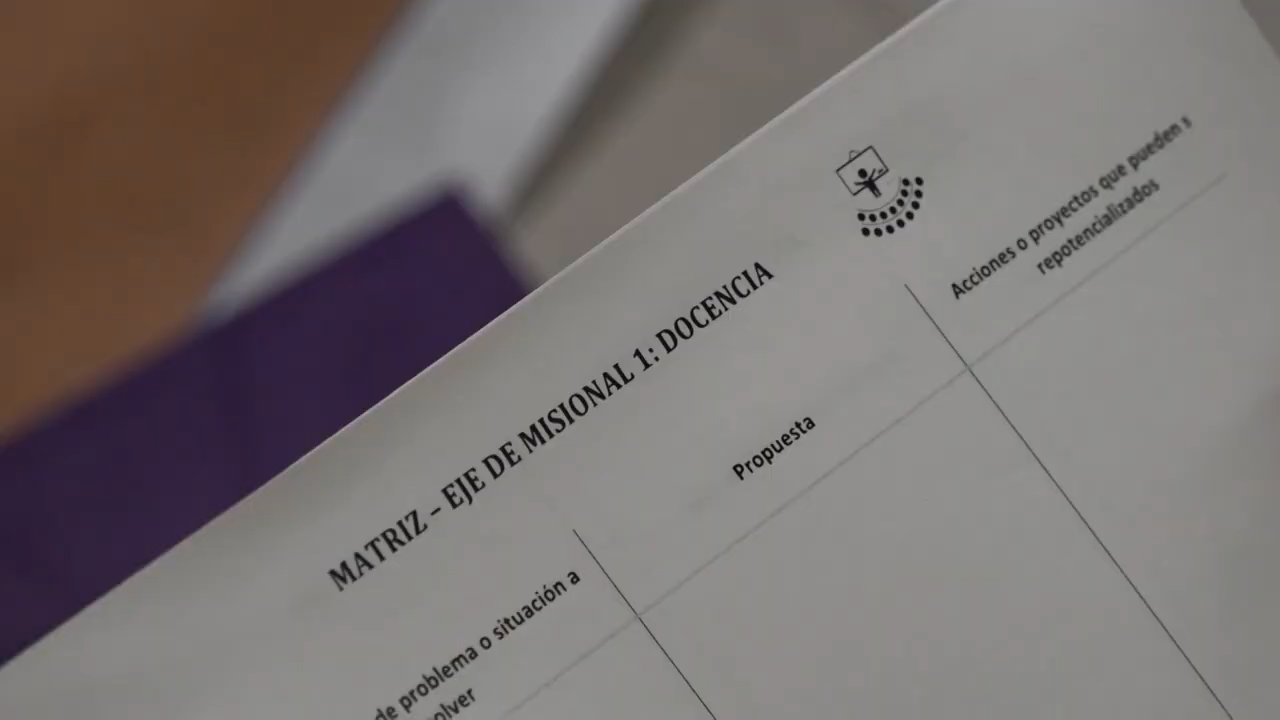 MATRIZ – EJE DE MISIONAL 1: DOCENCIA
de problema o situación a
olver
Propuesta
Acciones o proyectos que pueden s
repotencializados